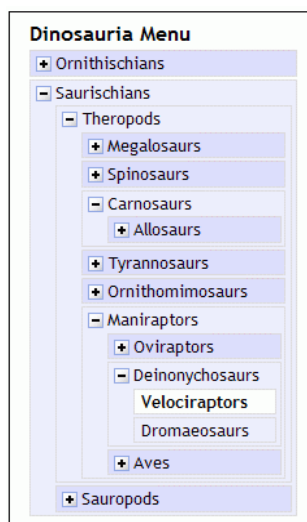 Dinosauria Menu
Ornithischians
Saurischians
Theropods
Megalosaurs
Spinosaurs
Carnosaurs
Allosaurs
Tyrannosaurs
Ornithomimosaurs
Maniraptors
Oviraptors
Deinonychosaurs
Velociraptors
Dromaeosaurs
Aves
Sauropods